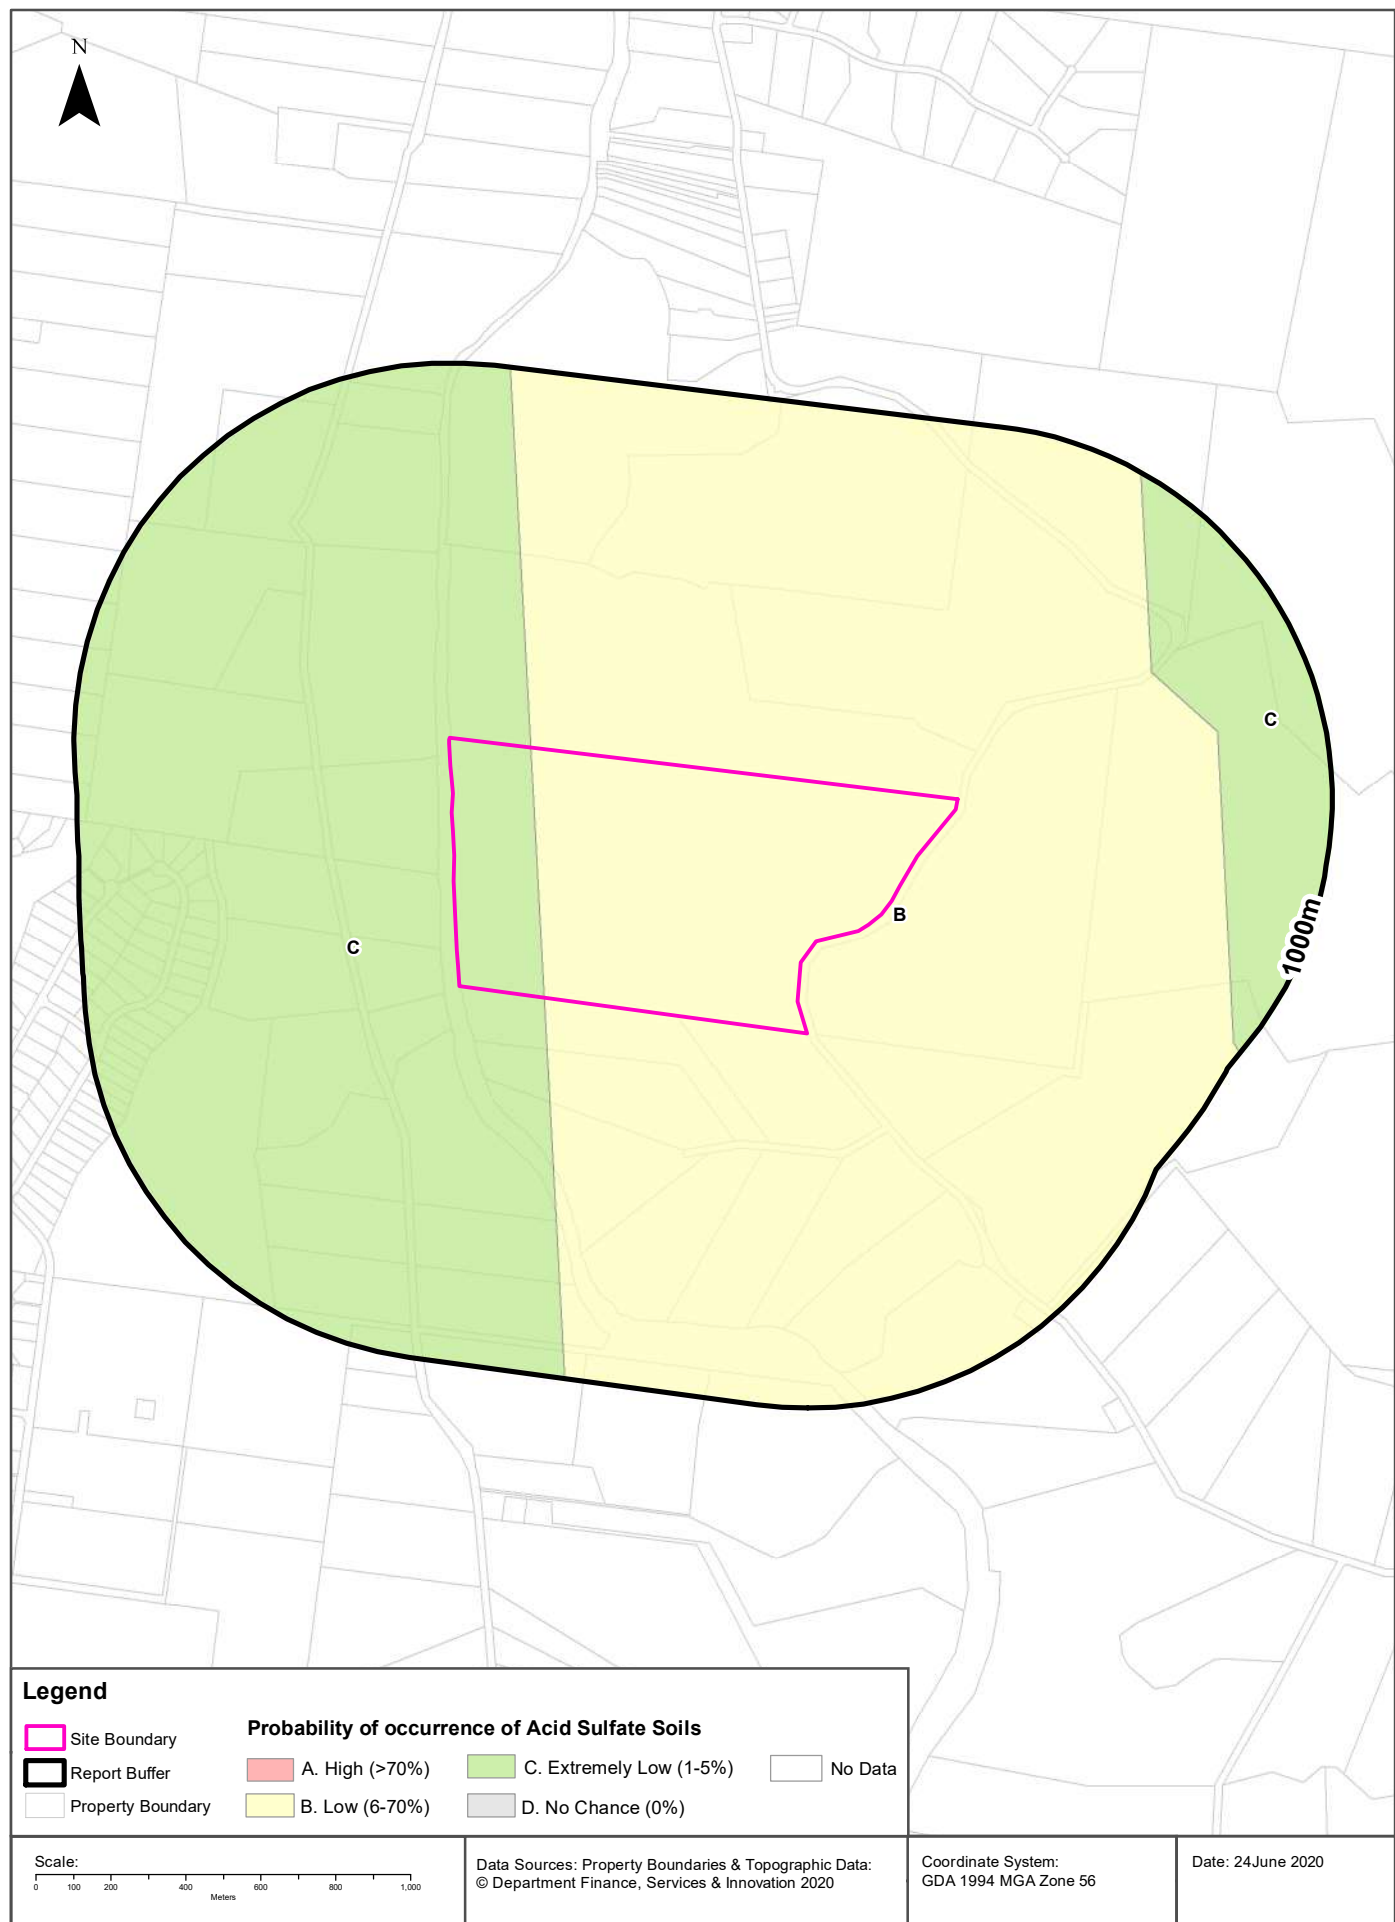 N
C
C
B
1000m
Legend
Site Boundary
Report Buffer
Property Boundary
Probability of occurrence of Acid Sulfate Soils
A. High (>70%)
C. Extremely Low (1-5%)
No Data
B. Low (6-70%)
D. No Chance (0%)
Scale:
0 100 200 400 600 800 1,000
Meters
Data Sources: Property Boundaries & Topographic Data:
© Department Finance, Services & Innovation 2020
Coordinate System:
GDA 1994 MGA Zone 56
Date: 24June 2020